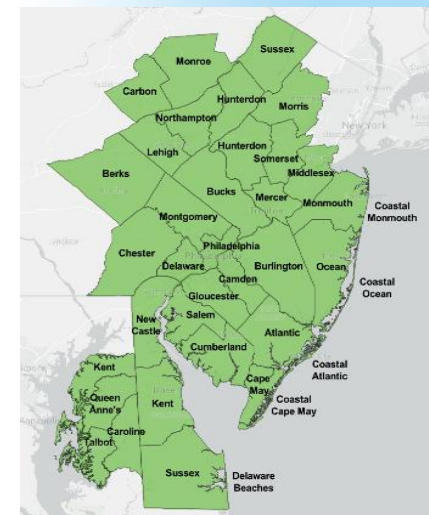 Sussex
Monroe
Carbon
Hunterdon
Morris
Northampton
New York
Lehigh
Hunterdon
Somerset
Berks
Middlesex
Bucks
Mercer
Monmouth
Coastal
Monmouth
Montgomery
Chester
Philadelphia
Delaware
Burlington
Ocean
Camden
Coastal
Ocean
Gloucester
New
Castle
Salem
Atlantic
Cumberland
Coastal
Atlantic
Kent
Cape
May
Coastal
Cape May
Queen
Anne's
Kent
Caroline
Talbot
Sussex
Delaware
Beaches